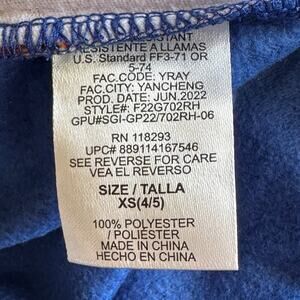 RESISTENTE A LLAMAS
U.S. Standard FF3-71 OR
5-74
FAC.CODE: YRAY
FAC.CITY: YANCHENG
PROD. DATE: JUN.2022
STYLE#: F22G702RH
GPU#SGI-GP22/702RH-06
RN 118293
UPC# 889114167546
SEE REVERSE FOR CARE
VEA EL REVERSO
SIZE / TALLA
XS(4/5)
100% POLYESTER
/ POLIÉSTER
MADE IN CHINA
HECHO EN CHINA